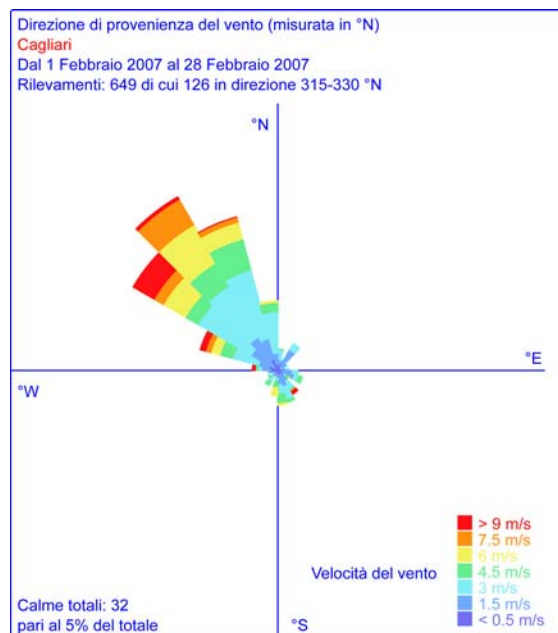 Direzione di provenienza del vento (misurata in °N)
Cagliari
Dal 1 Febbraio 2007 al 28 Febbraio 2007
Rilevamenti: 649 di cui 126 in direzione 315-330 °N
°N
°E
°W
> 9 m/s
7.5 m/s
6 m/s
4.5 m/s
3 m/s
1.5 m/s
< 0.5 m/s
Velocità del vento
Calme totali: 32
pari al 5% del totale
°S